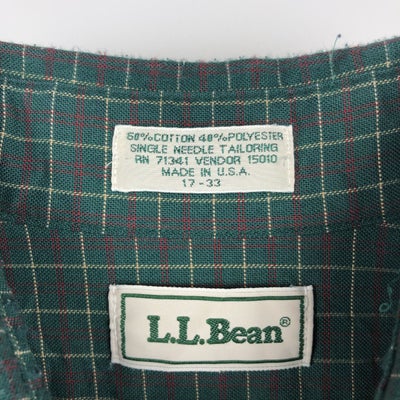 60%COTTON 40%POLYESTER
SINGLE NEEDLE TAILORING
RN 71341 VENDOR 15010
MADE IN U.S.A.
17-33
L.L.Bean®